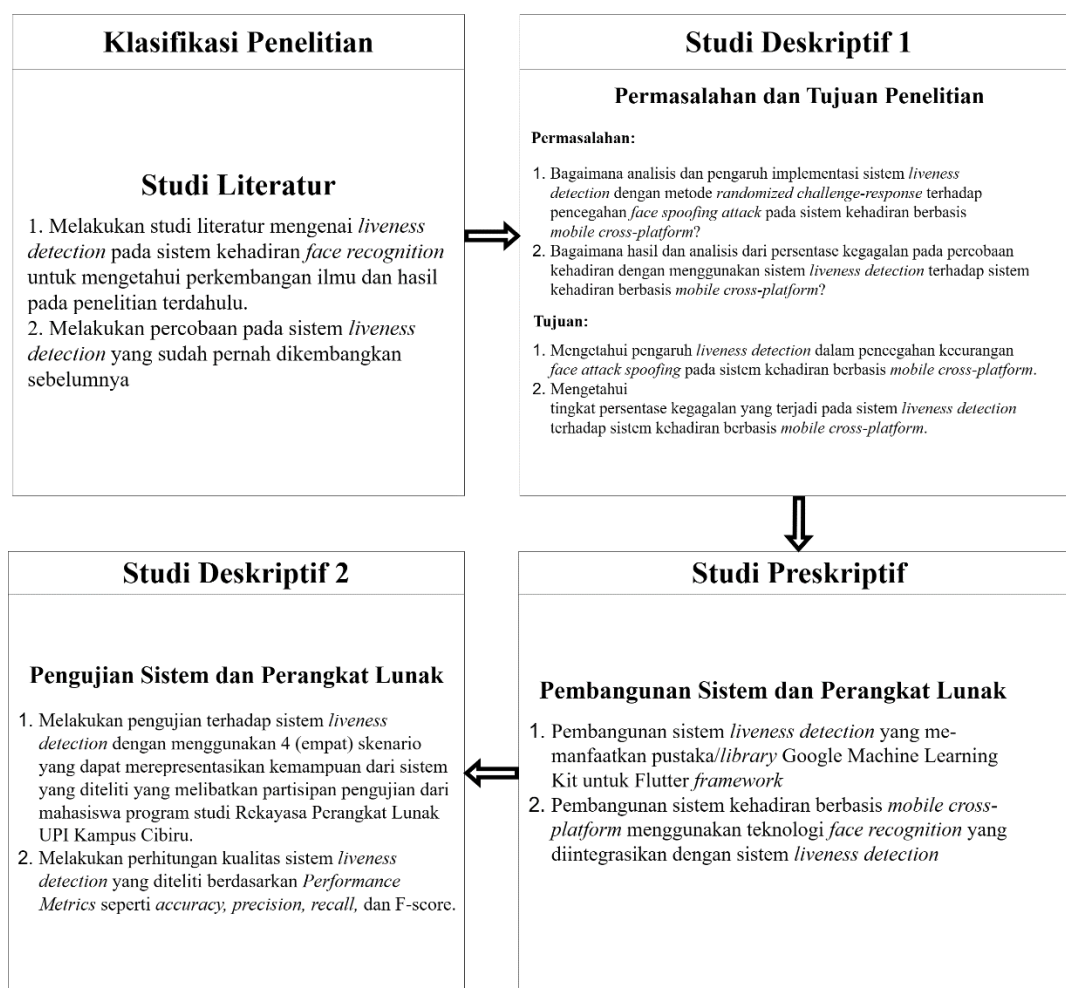 Klasifikasi Penelitian
Studi Literatur
1. Melakukan studi literatur mengenai liveness
detection pada sistem kehadiran face recognition
untuk mengetahui perkembangan ilmu dan hasil
pada penelitian terdahulu.
2. Melakukan percobaan pada sistem liveness
detection yang sudah pernah dikembangkan
sebelumnya
Studi Deskriptif 1
Permasalahan dan Tujuan Penelitian
Permasalahan:
1. Bagaimana analisis dan pengaruh implementasi sistem liveness
detection dengan metode randomized challenge-response terhadap
pencegahan face spoofing attack pada sistem kehadiran berbasis
mobile cross-platform?
2. Bagaimana hasil dan analisis dari persentase kegagalan pada percobaan
kehadiran dengan menggunakan sistem liveness detection terhadap sistem
kehadiran berbasis mobile cross-platform?
Tujuan:
1. Mengetahui pengaruh liveness detection dalam pencegahan kecurangan
face attack spoofing pada sistem kehadiran berbasis mobile cross-platform.
2. Mengetahui
tingkat persentase kegagalan yang terjadi pada sistem liveness detection
terhadap sistem kehadiran berbasis mobile cross-platform.
Studi Preskriptif
Pembangunan Sistem dan Perangkat Lunak
1. Pembangunan sistem liveness detection yang me-
manfaatkan pustaka/library Google Machine Learning
Kit untuk Flutter framework
2. Pembangunan sistem kehadiran berbasis mobile cross-
platform menggunakan teknologi face recognition yang
diintegrasikan dengan sistem liveness detection
Studi Deskriptif 2
Pengujian Sistem dan Perangkat Lunak
1. Melakukan pengujian terhadap sistem liveness
detection dengan menggunakan 4 (empat) skenario
yang dapat merepresentasikan kemampuan dari sistem
yang diteliti yang melibatkan partisipan pengujian dari
mahasiswa program studi Rekayasa Perangkat Lunak
UPI Kampus Cibiru.
2. Melakukan perhitungan kualitas sistem liveness
detection yang diteliti berdasarkan Performance
Metrics seperti accuracy, precision, recall, dan F-score.